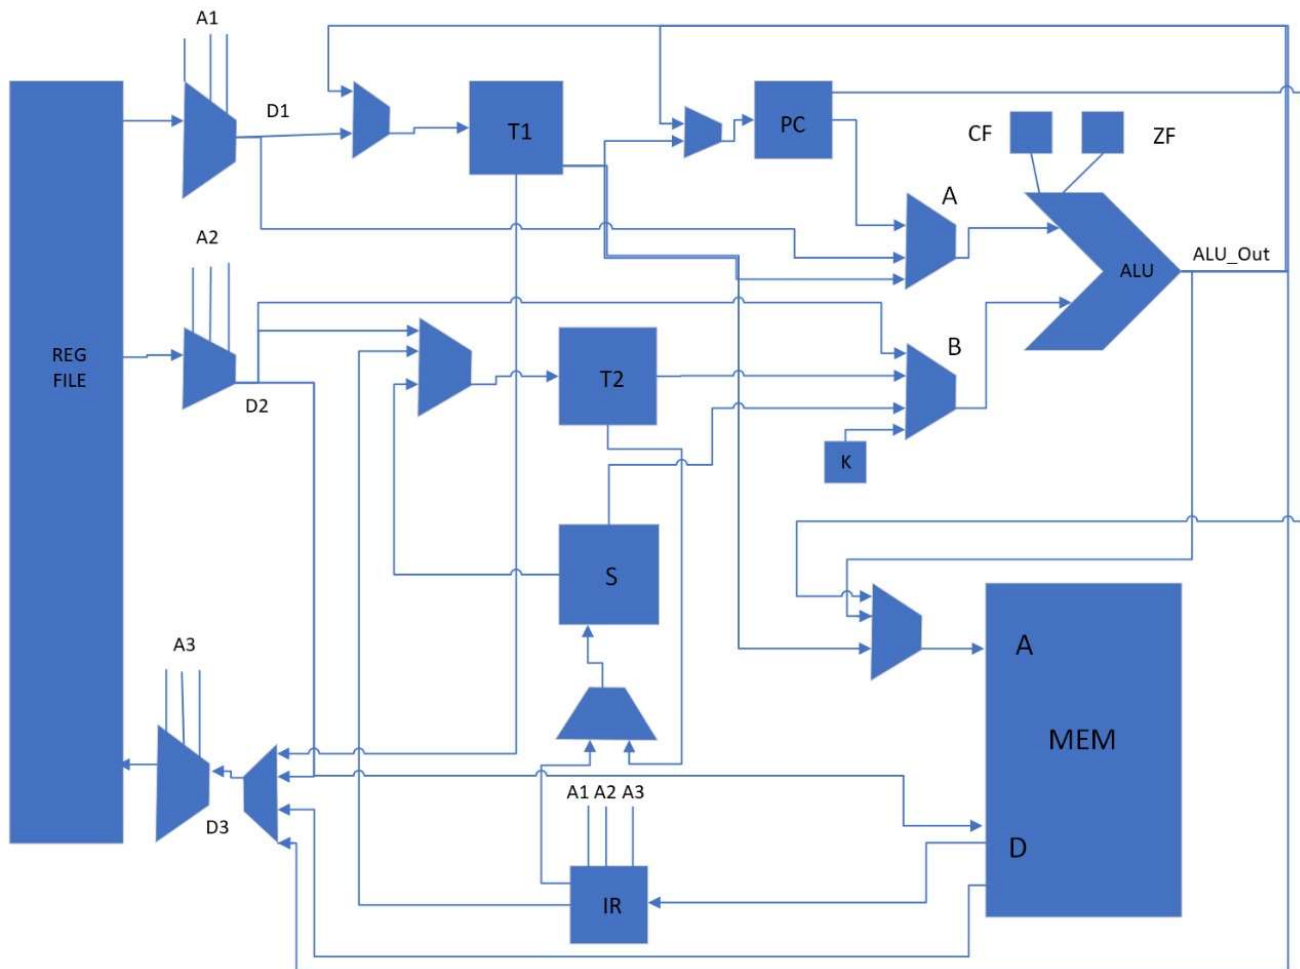 A1
D1
T1
PC
CF
ZF
A
A2
ALU
ALU_Out
REG
FILE
B
T2
D2
K
S
A3
A
MEM
A1 A2 A3
D3
D
IR